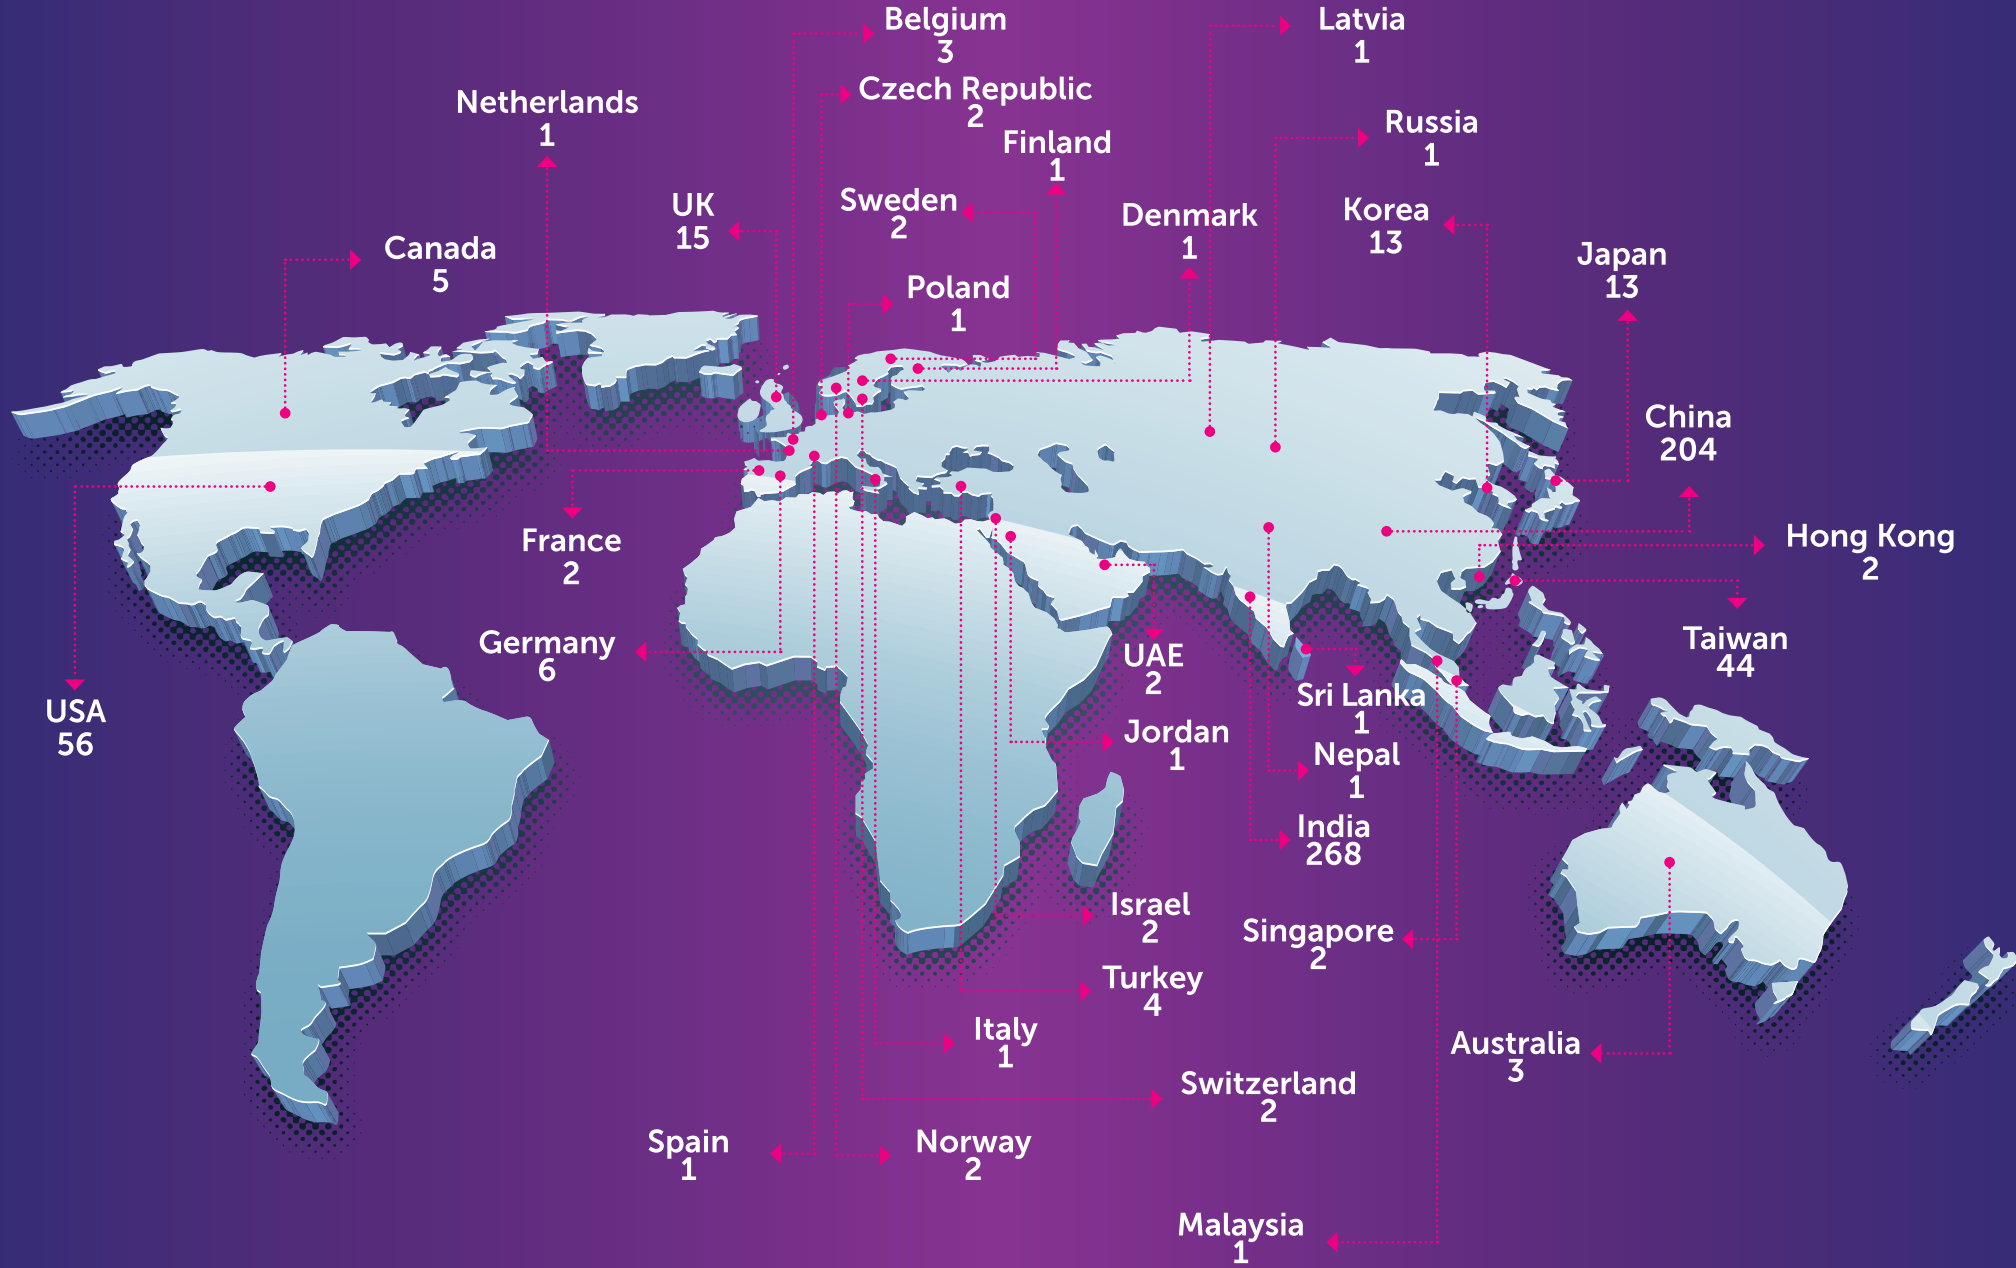 Belgium
3
Latvia
1
Czech Republic
2
Netherlands
1
Finland
1
Russia
1
UK
15
Sweden
2
Denmark
1
Korea
13
Canada
5
Japan
13
Poland
1
China
204
France
2
Hong Kong
2
Germany
6
UAE
2
Taiwan
44
USA
56
Sri Lanka
1
Jordan
1
Nepal
1
India
268
Israel
2
Singapore
2
Turkey
4
Italy
1
Australia
3
Switzerland
2
Spain
1
Norway
2
Malaysia
1